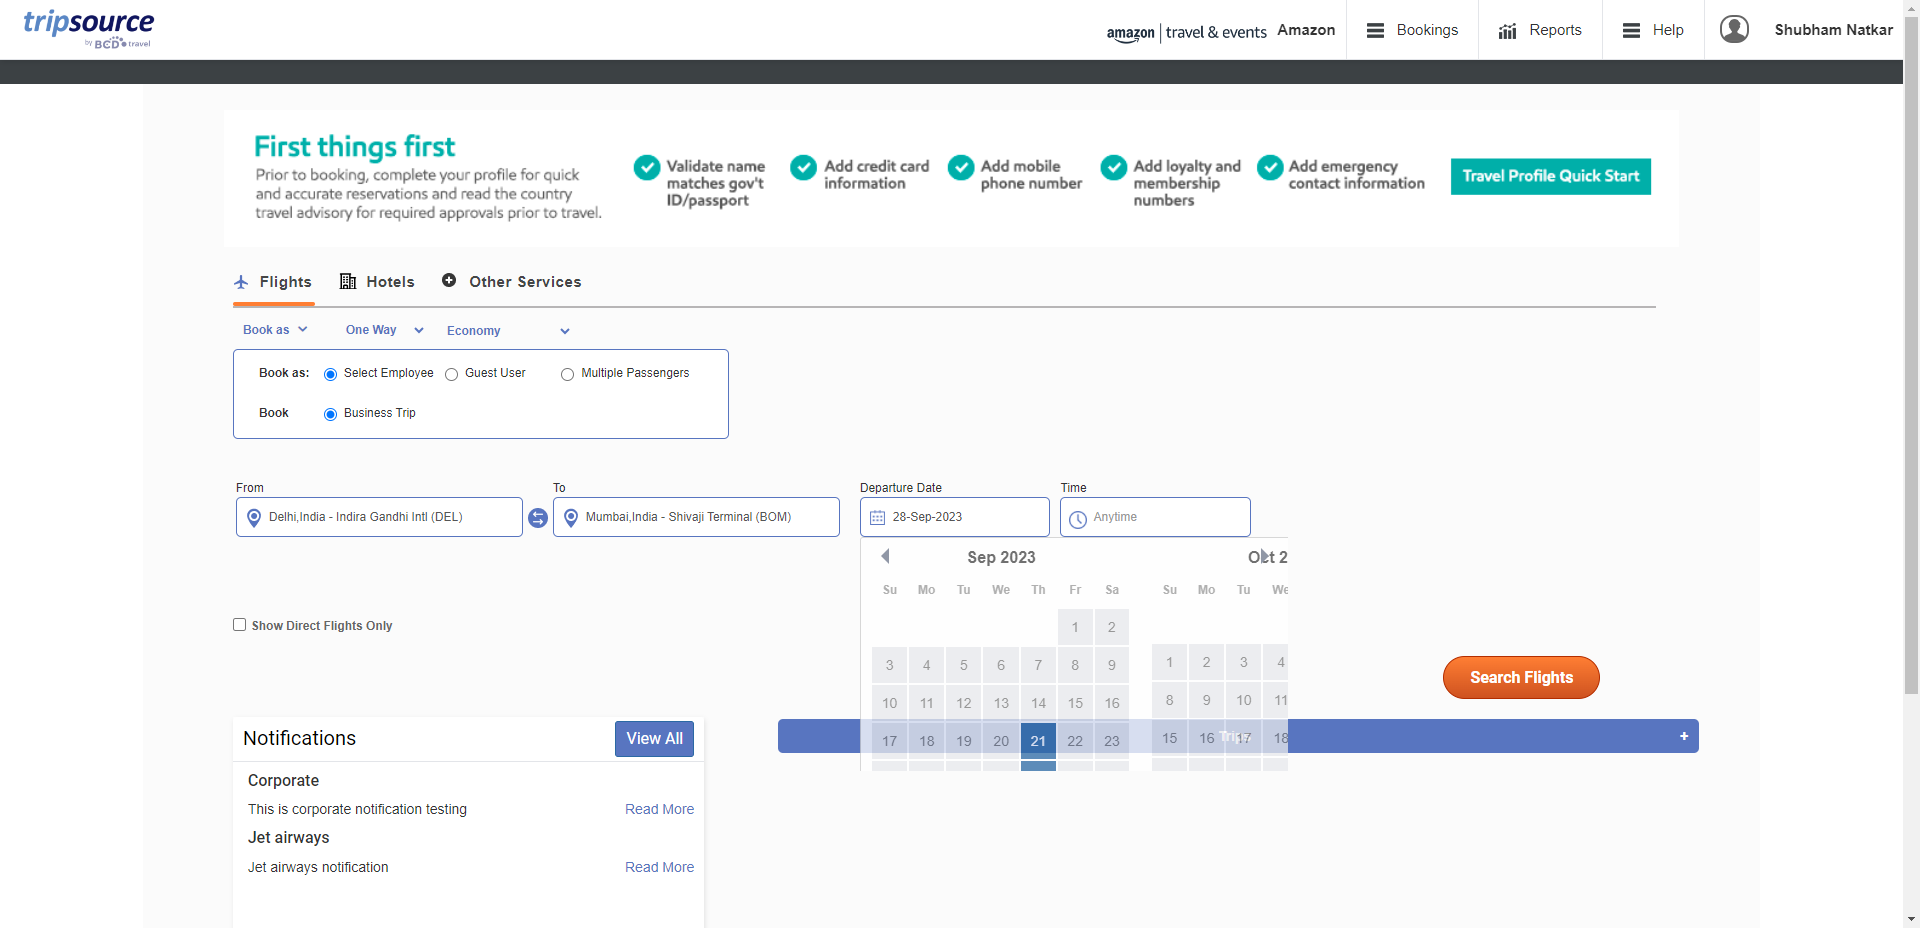 tripsource
by BCD travel
amazon | travel & events Amazon
Bookings
Reports
Help
Shubham Natkar
First things first
Prior to booking, complete your profile for quick
and accurate reservations and read the country
travel advisory for required approvals prior to travel.
Validate name
matches gov't
ID/passport
Add credit card
information
Add mobile
phone number
Add loyalty and
membership
numbers
Add emergency
contact information
Travel Profile Quick Start
Flights
Hotels
Other Services
Book as
One Way
Economy
Book as: Select Employee Guest User Multiple Passengers
Book Business Trip
From
To
Departure Date
Time
Delhi,India - Indira Gandhi Intl (DEL)
Mumbai,India - Shivaji Terminal (BOM)
28-Sep-2023
Anytime
Sep 2023
Su Mo Tu We Th Fr Sa
1 2
3 4 5 6 7 8 9
10 11 12 13 14 15 16
17 18 19 20 21 22 23
Oct 2
Su Mo Tu We
1 2 3 4
8 9 10 11
15 16 17 18
Show Direct Flights Only
Search Flights
Trips
+
Notifications
View All
Corporate
This is corporate notification testing
Read More
Jet airways
Jet airways notification
Read More